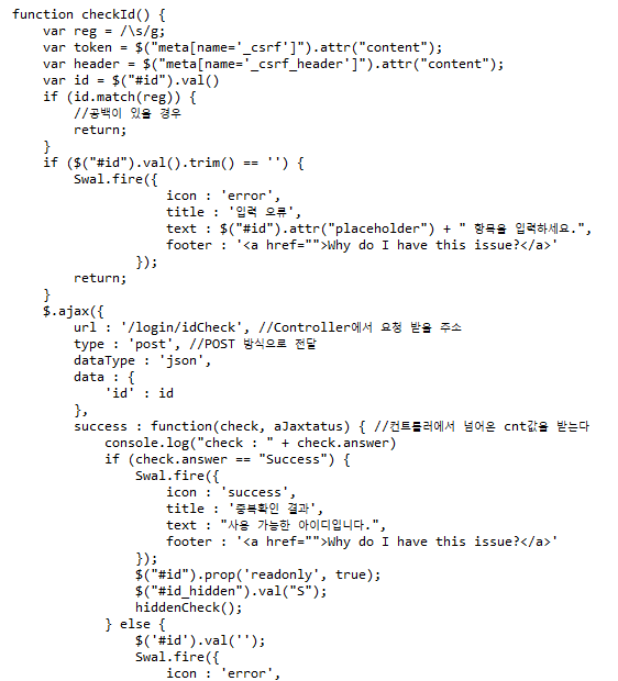 function checkId() {
    var reg = /\s/g;
    var token = $("meta[name='_csrf']").attr("content");
    var header = $("meta[name='_csrf_header']").attr("content");
    var id = $("#id").val()
    if (id.match(reg)) {
        //공백이 있을 경우
        return;
    }
    if ($("#id").val().trim() == '') {
        Swal.fire({
                    icon : 'error',
                    title : '입력 오류',
                    text : $("#id").attr("placeholder") + " 항목을 입력하세요.",
                    footer : '<a href="">Why do I have this issue?</a>'
                });
        return;
    }
    $.ajax({
        url : '/login/idCheck', //Controller에서 요청 받을 주소
        type : 'post', //POST 방식으로 전달
        dataType : 'json',
        data : {
            'id' : id
        },
        success : function(check, aJaxtatus) { //컨트롤러에서 넘어온 cnt값을 받는다
            console.log("check : " + check.answer)
            if (check.answer == "Success") {
                Swal.fire({
                    icon : 'success',
                    title : '중복확인 결과',
                    text : "사용 가능한 아이디입니다.",
                    footer : '<a href="">Why do I have this issue?</a>'
                });
                $("#id").prop('readonly', true);
                $("#id_hidden").val("S");
                hiddenCheck();
            } else {
                $('#id').val('');
                Swal.fire({
                    icon : 'error',